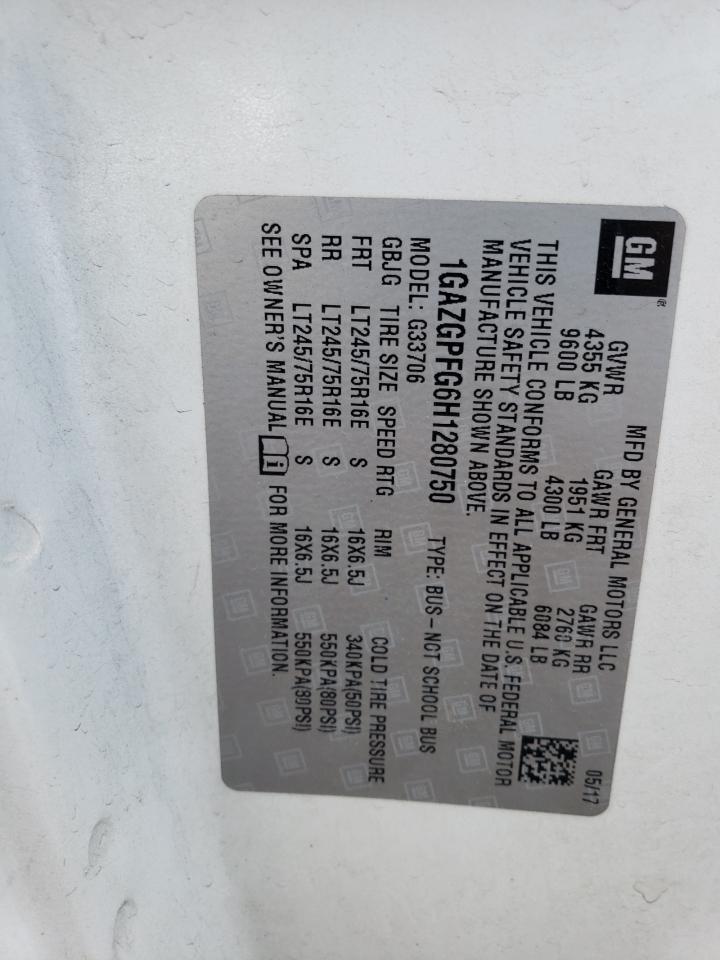 GM
MFD BY GENERAL MOTORS LLC 05/17
GVWR GAWR FRT GAWR RR
4355 KG 1951 KG 2760 KG
9600 LB 4300 LB 6084 LB
THIS VEHICLE CONFORMS TO ALL APPLICABLE U.S. FEDERAL MOTOR
VEHICLE SAFETY STANDARDS IN EFFECT ON THE DATE OF
MANUFACTURE SHOWN ABOVE.
1GAZGPFG6H1280750 TYPE: BUS-NOT SCHOOL BUS
MODEL: G33706
GBJG TIRE SIZE SPEED RTG RIM COLD TIRE PRESSURE
FRT LT245/75R16E S 16X6.5J 340KPA(50PSI)
RR LT245/75R16E S 16X6.5J 550KPA(80PSI)
SPA LT245/75R16E S 16X6.5J 550KPA(80PSI)
SEE OWNER'S MANUAL FOR MORE INFORMATION.